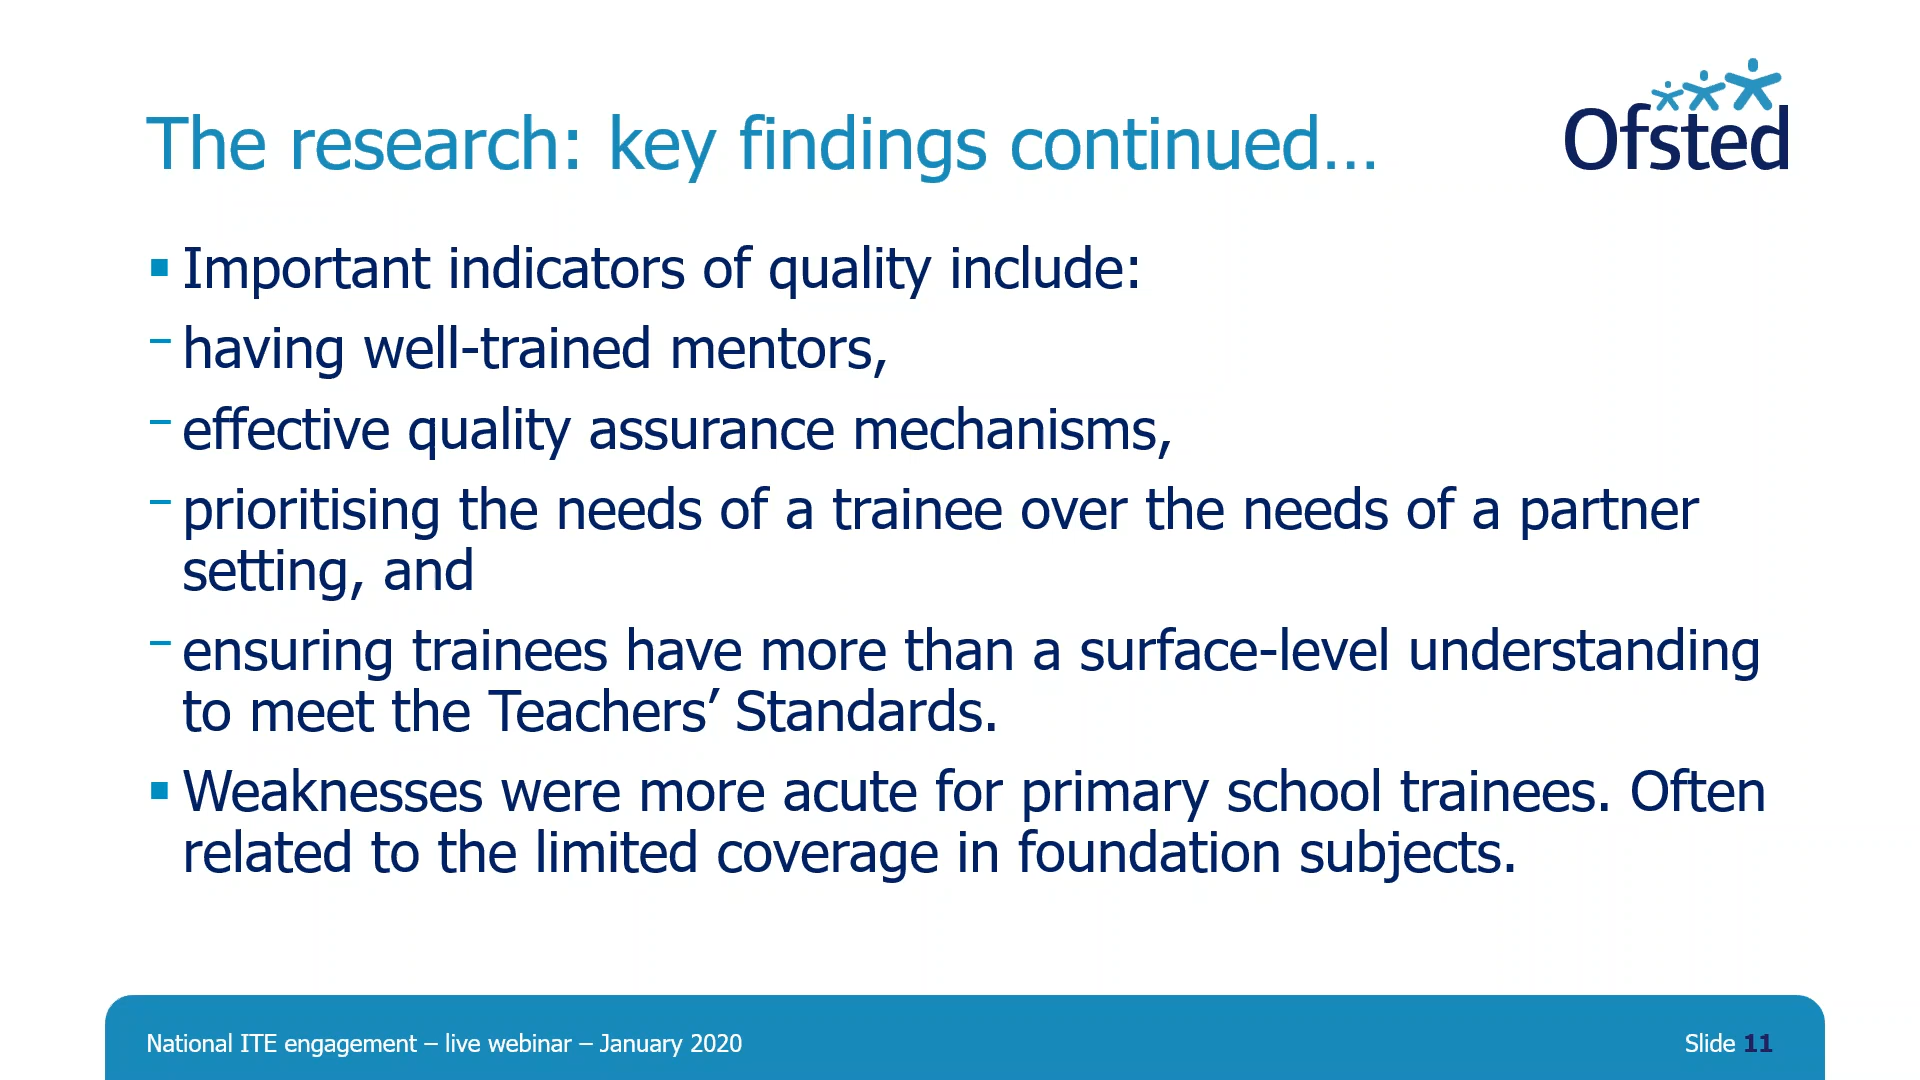 The research: key findings continued…
Ofsted
▪ Important indicators of quality include:
– having well-trained mentors,
– effective quality assurance mechanisms,
– prioritising the needs of a trainee over the needs of a partner
setting, and
– ensuring trainees have more than a surface-level understanding
to meet the Teachers’ Standards.
▪ Weaknesses were more acute for primary school trainees. Often
related to the limited coverage in foundation subjects.
National ITE engagement – live webinar – January 2020
Slide 11